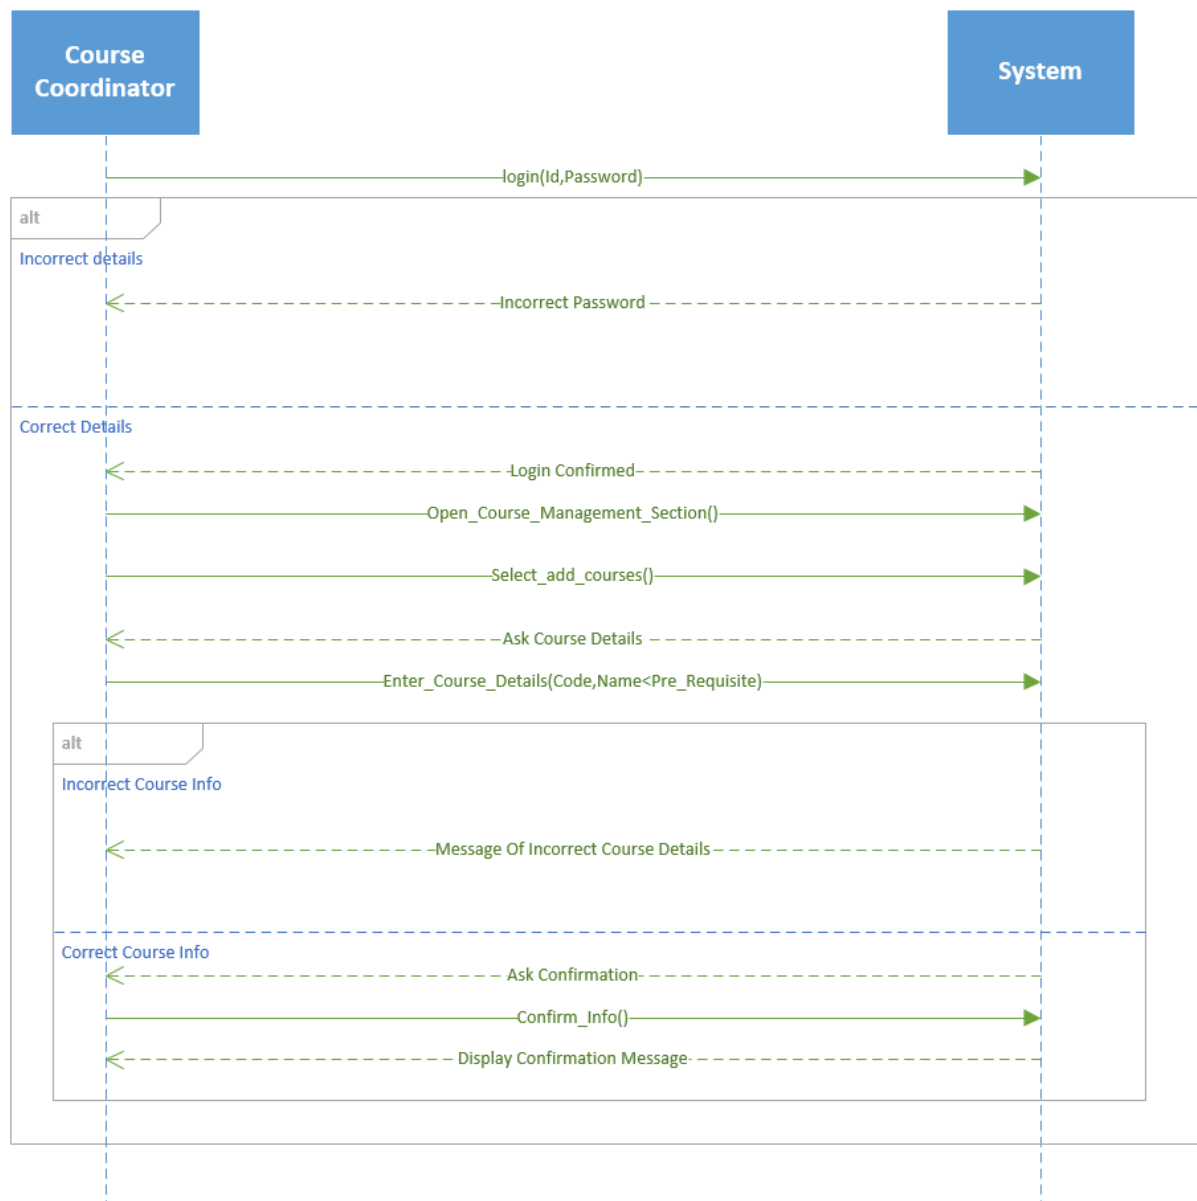 Course
Coordinator
System
login(Id,Password)
alt
Incorrect details
Incorrect Password
Correct Details
Login Confirmed
Open_Course_Management_Section()
Select_add_courses()
Ask Course Details
Enter_Course_Details(Code,Name<Pre_Requisite)
alt
Incorrect Course Info
Message Of Incorrect Course Details
Correct Course Info
Ask Confirmation
Confirm_Info()
Display Confirmation Message